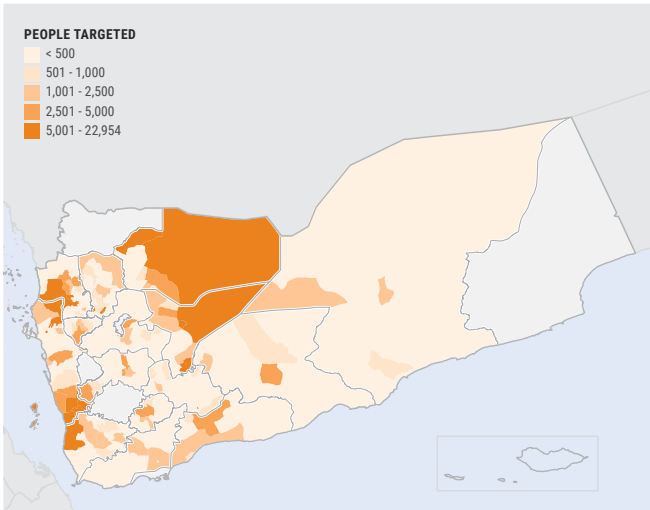 PEOPLE TARGETED
< 500
501 - 1,000
1,001 - 2,500
2,501 - 5,000
5,001 - 22,954